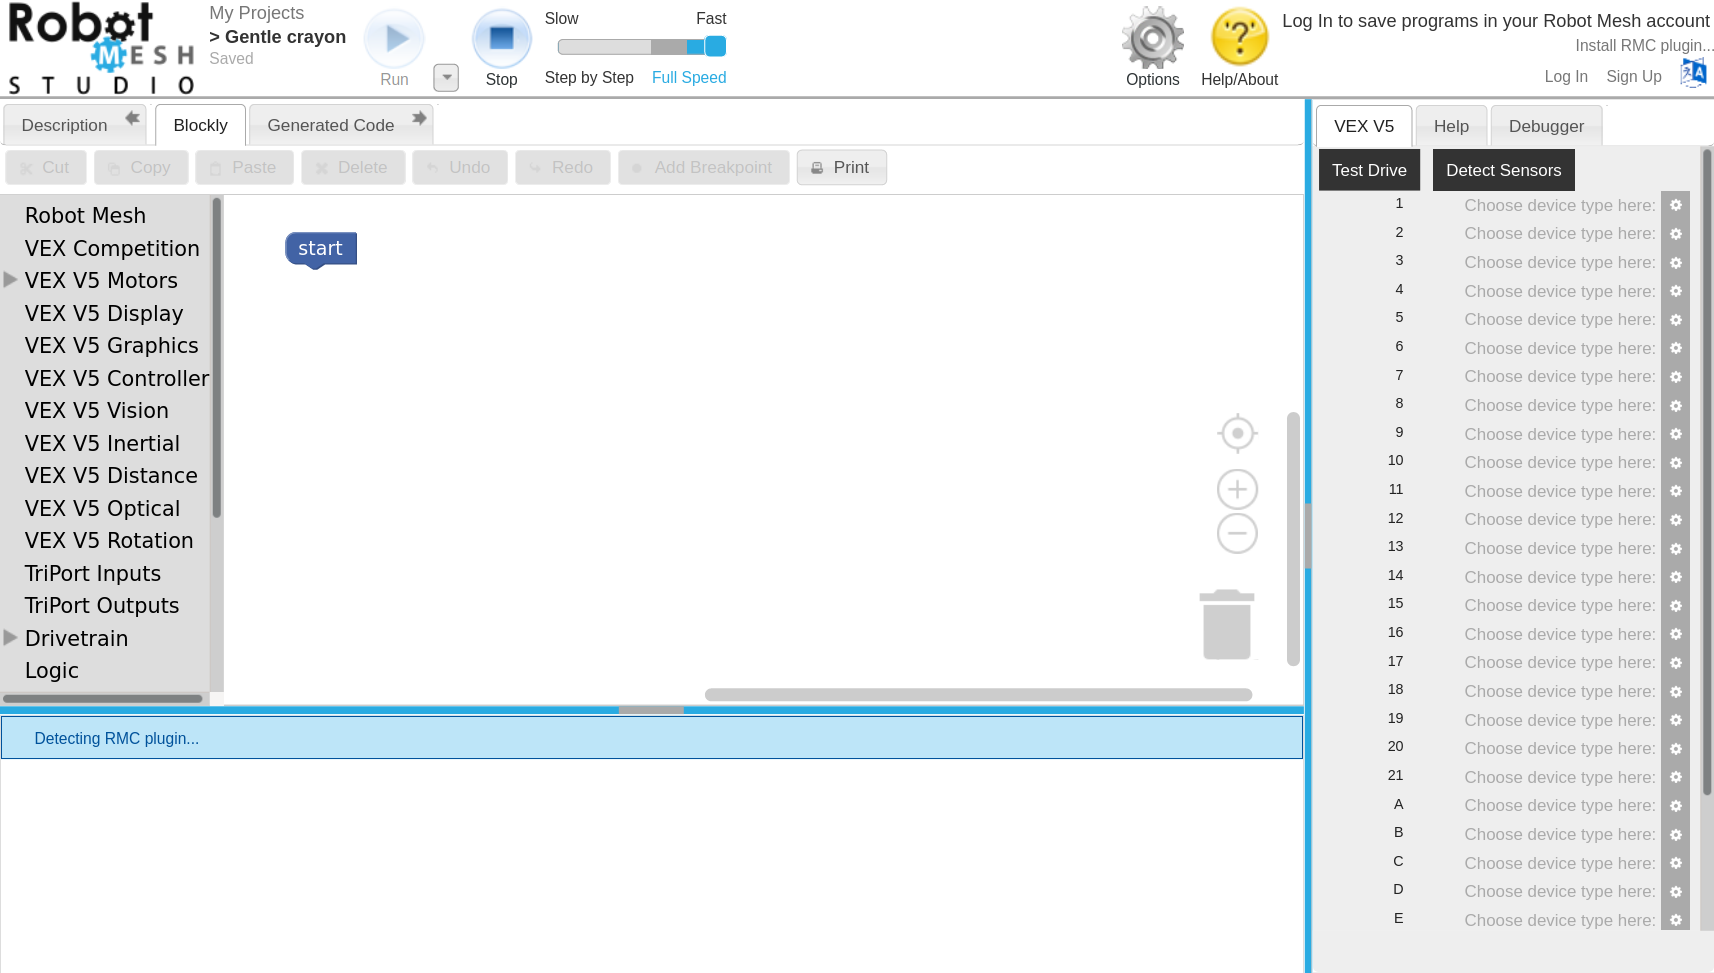 Robot
MESH
STUDIO
My Projects
> Gentle crayon
Saved
Run
Stop
Slow
Fast
Step by Step
Full Speed
Options
Help/About
Log In to save programs in your Robot Mesh account
Install RMC plugin...
Log In
Sign Up
A
Description
Blockly
Generated Code
Cut
Copy
Paste
Delete
Undo
Redo
Add Breakpoint
Print
Robot Mesh
VEX Competition
VEX V5 Motors
VEX V5 Display
VEX V5 Graphics
VEX V5 Controller
VEX V5 Vision
VEX V5 Inertial
VEX V5 Distance
VEX V5 Optical
VEX V5 Rotation
TriPort Inputs
TriPort Outputs
Drivetrain
Logic
start
Detecting RMC plugin...
VEX V5
Help
Debugger
Test Drive
Detect Sensors
1 Choose device type here:
2 Choose device type here:
3 Choose device type here:
4 Choose device type here:
5 Choose device type here:
6 Choose device type here:
7 Choose device type here:
8 Choose device type here:
9 Choose device type here:
10 Choose device type here:
11 Choose device type here:
12 Choose device type here:
13 Choose device type here:
14 Choose device type here:
15 Choose device type here:
16 Choose device type here:
17 Choose device type here:
18 Choose device type here:
19 Choose device type here:
20 Choose device type here:
21 Choose device type here:
A Choose device type here:
B Choose device type here:
C Choose device type here:
D Choose device type here:
E Choose device type here: